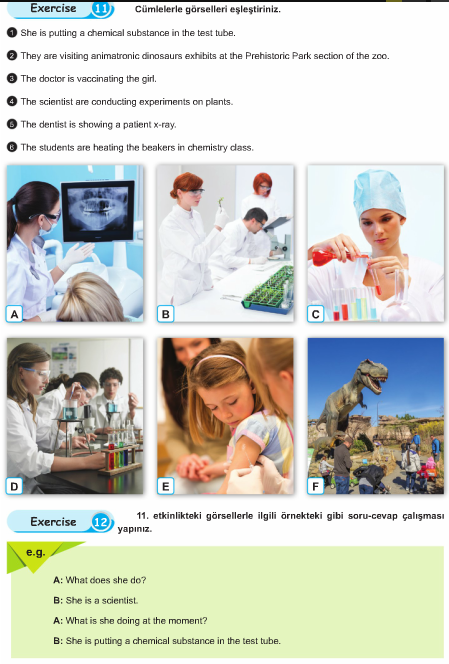 Exercise 11 Cümlelerle görselleri eşleştiriniz.
1 She is putting a chemical substance in the test tube.
2 They are visiting animatronic dinosaurs exhibits at the Prehistoric Park section of the zoo.
3 The doctor is vaccinating the girl.
4 The scientist are conducting experiments on plants.
5 The dentist is showing a patient x-ray.
6 The students are heating the beakers in chemistry class.
A
B
C
D
E
F
Exercise 12 11. etkinlikteki görsellerle ilgili örnekteki gibi soru-cevap çalışması
yapınız.
e.g.
A: What does she do?
B: She is a scientist.
A: What is she doing at the moment?
B: She is putting a chemical substance in the test tube.